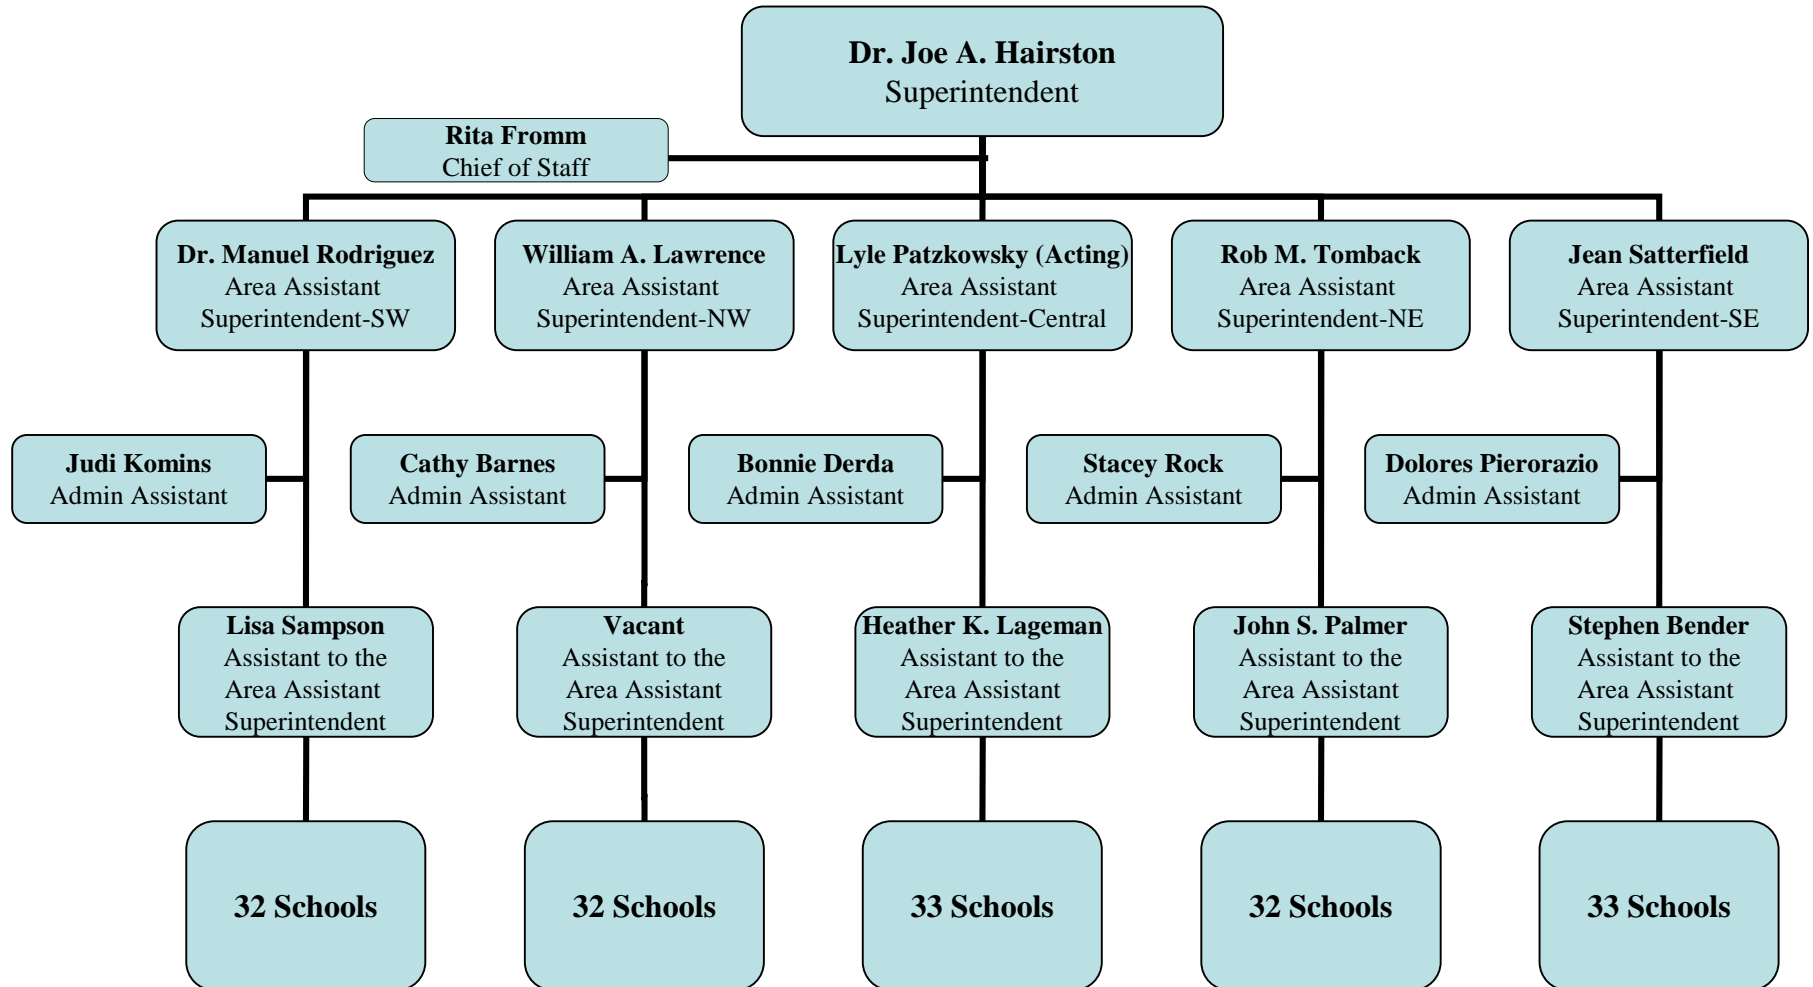 Dr. Joe A. Hairston
Superintendent
Rita Fromm
Chief of Staff
Dr. Manuel Rodriguez
Area Assistant
Superintendent-SW
William A. Lawrence
Area Assistant
Superintendent-NW
Lyle Patzkowsky (Acting)
Area Assistant
Superintendent-Central
Rob M. Tomback
Area Assistant
Superintendent-NE
Jean Satterfield
Area Assistant
Superintendent-SE
Judi Komins
Admin Assistant
Cathy Barnes
Admin Assistant
Bonnie Derda
Admin Assistant
Stacey Rock
Admin Assistant
Dolores Pierorazio
Admin Assistant
Lisa Sampson
Assistant to the
Area Assistant
Superintendent
Vacant
Assistant to the
Area Assistant
Superintendent
Heather K. Lageman
Assistant to the
Area Assistant
Superintendent
John S. Palmer
Assistant to the
Area Assistant
Superintendent
Stephen Bender
Assistant to the
Area Assistant
Superintendent
32 Schools
32 Schools
33 Schools
32 Schools
33 Schools